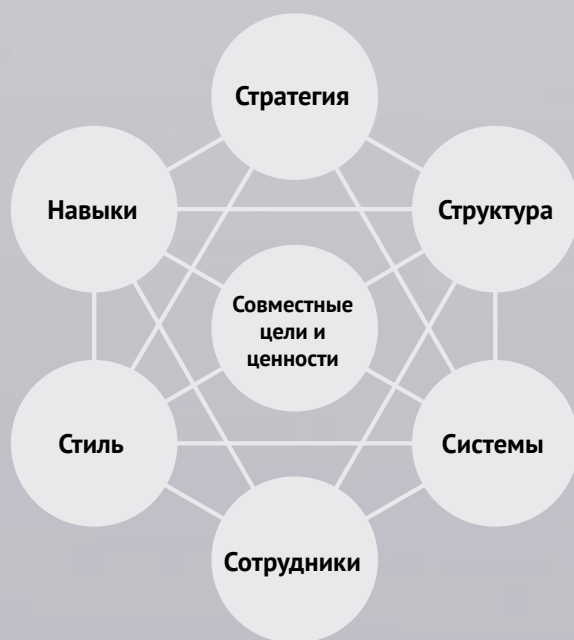 Стратегия
Навыки
Структура
Совместные
цели и
ценности
Стиль
Системы
Сотрудники